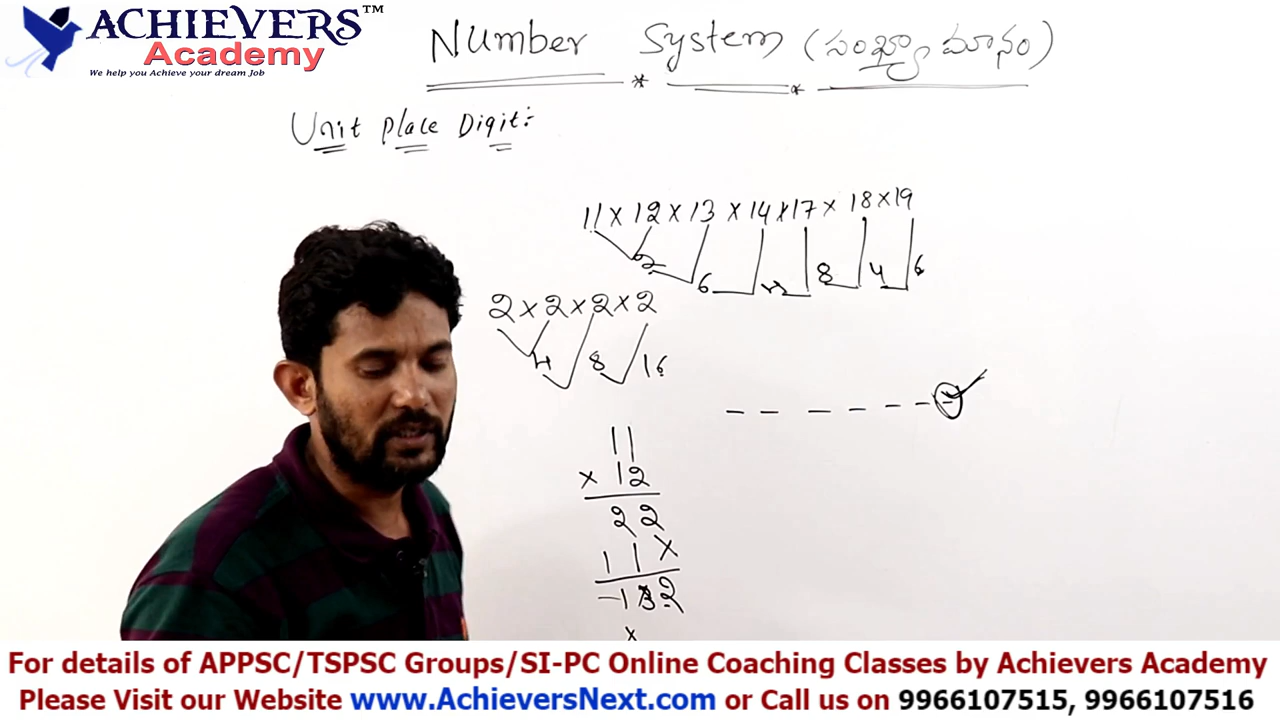 ACHIEVERS™
Academy
We help you Achieve your dream Job
Number System (సంఖ్యా మానం)
Unit Place Digit:
11 × 12 × 13 × 14 × 17 × 18 × 19
2 6 8 4 6
2 × 2 × 2 × 2
4 8 16
11
× 12
22
11×
132
×
For details of APPSC/TSPSC Groups/SI-PC Online Coaching Classes by Achievers Academy
Please Visit our Website www.AchieversNext.com or Call us on 9966107515, 9966107516